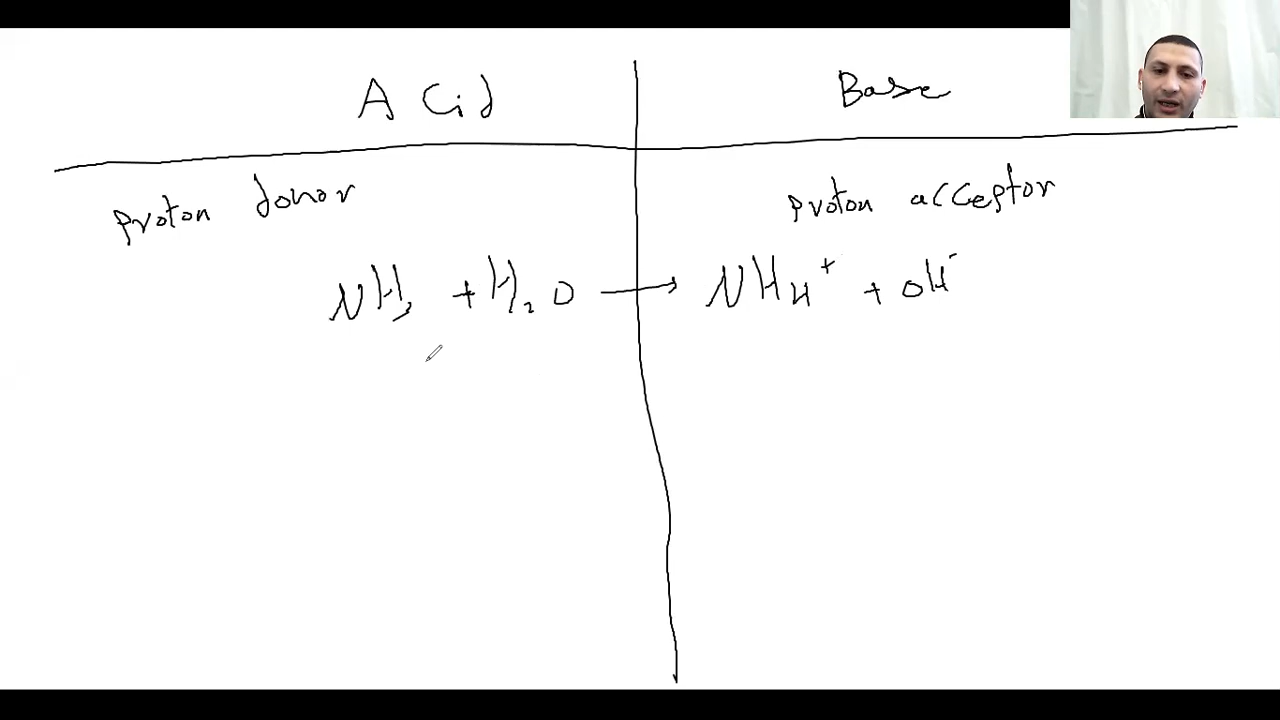 Acid
Base
Proton donor
Proton acceptor
NH₃ + H₂O → NH₄⁺ + OH⁻